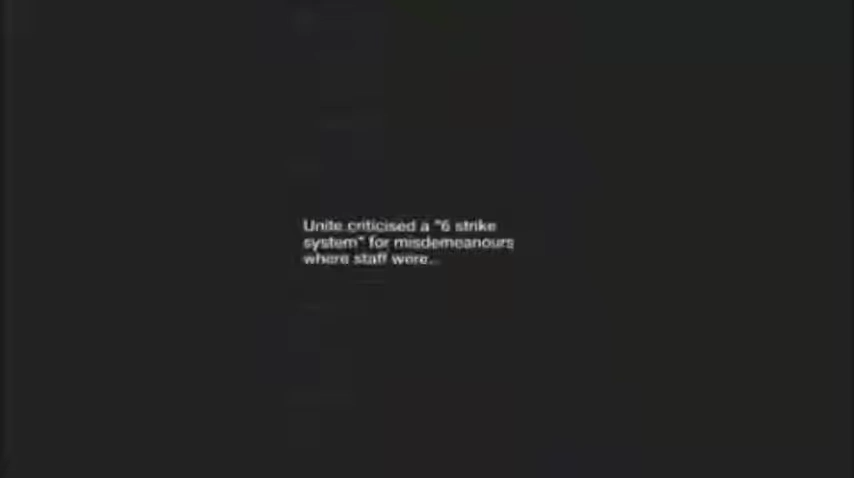 Unite criticised a "6 strike
system" for misdemeanours
where staff were...